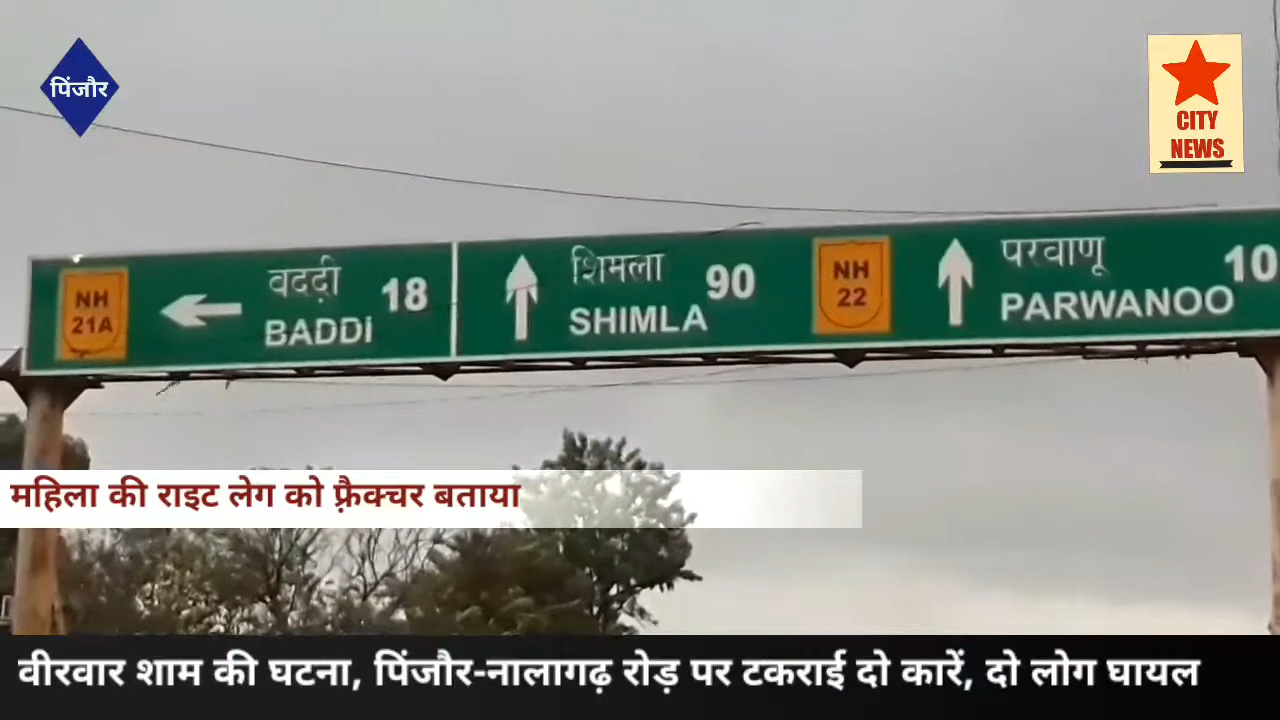 पिंजौर
CITY
NEWS
NH
21A
वददी़
BADDi
18
शिमला
SHIMLA
90
NH
22
परवाणू
PARWANOO
10
महिला की राइट लेग को फ़्रैक्चर बताया
वीरवार शाम की घटना, पिंजौर-नालागढ़ रोड़ पर टकराई दो कारें, दो लोग घायल